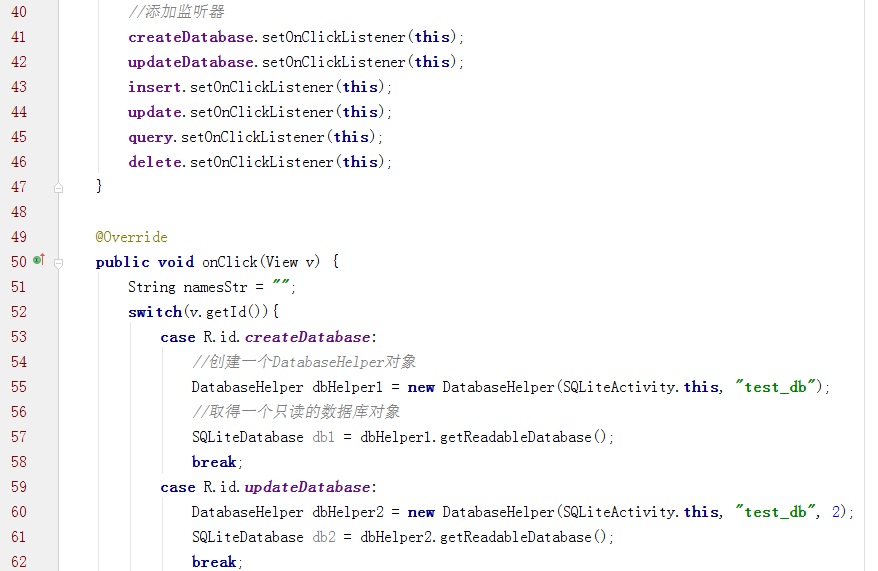 40 //添加监听器
41 createDatabase.setOnClickListener(this);
42 updateDatabase.setOnClickListener(this);
43 insert.setOnClickListener(this);
44 update.setOnClickListener(this);
45 query.setOnClickListener(this);
46 delete.setOnClickListener(this);
47 }
48
49 @Override
50 public void onClick(View v) {
51 String namesStr = "";
52 switch(v.getId()){
53 case R.id.createDatabase:
54 //创建一个DatabaseHelper对象
55 DatabaseHelper dbHelper1 = new DatabaseHelper(SQLiteActivity.this, "test_db");
56 //取得一个只读的数据库对象
57 SQLiteDatabase db1 = dbHelper1.getReadableDatabase();
58 break;
59 case R.id.updateDatabase:
60 DatabaseHelper dbHelper2 = new DatabaseHelper(SQLiteActivity.this, "test_db", 2);
61 SQLiteDatabase db2 = dbHelper2.getReadableDatabase();
62 break;